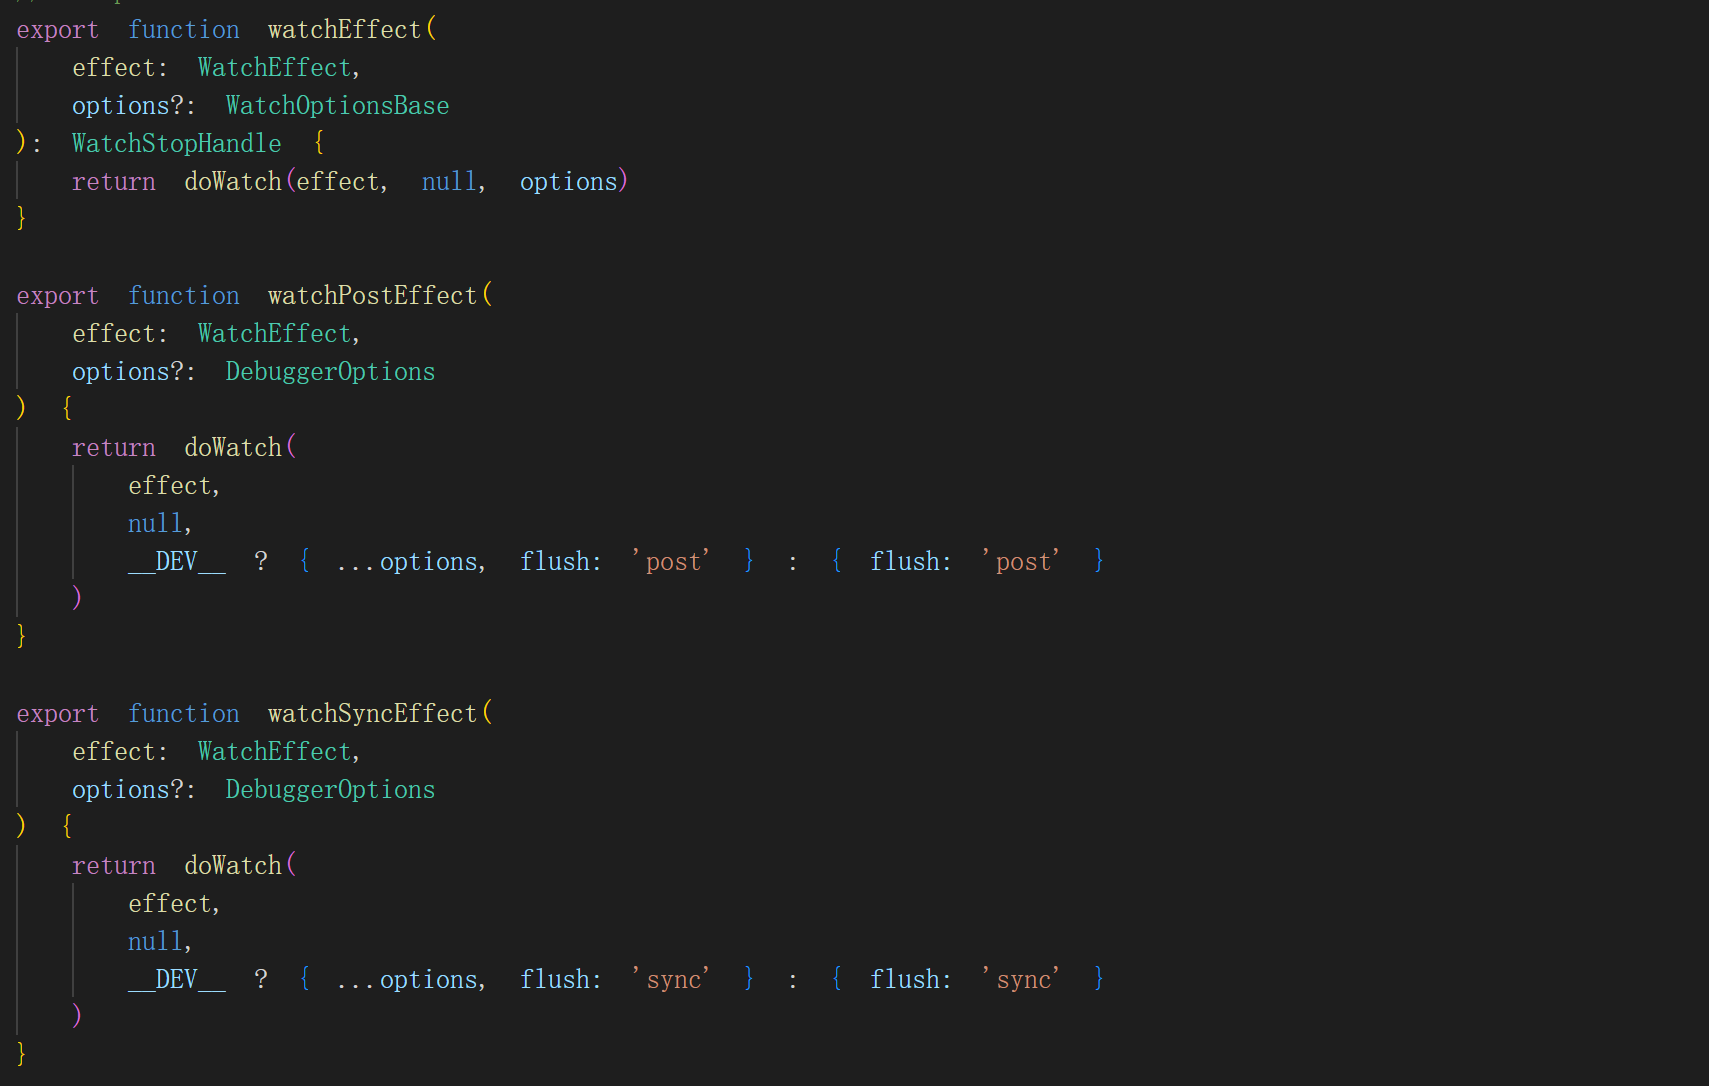 export function watchEffect(
    effect: WatchEffect,
    options?: WatchOptionsBase
): WatchStopHandle {
    return doWatch(effect, null, options)
}

export function watchPostEffect(
    effect: WatchEffect,
    options?: DebuggerOptions
) {
    return doWatch(
        effect,
        null,
        __DEV__ ? { ...options, flush: 'post' } : { flush: 'post' }
    )
}

export function watchSyncEffect(
    effect: WatchEffect,
    options?: DebuggerOptions
) {
    return doWatch(
        effect,
        null,
        __DEV__ ? { ...options, flush: 'sync' } : { flush: 'sync' }
    )
}